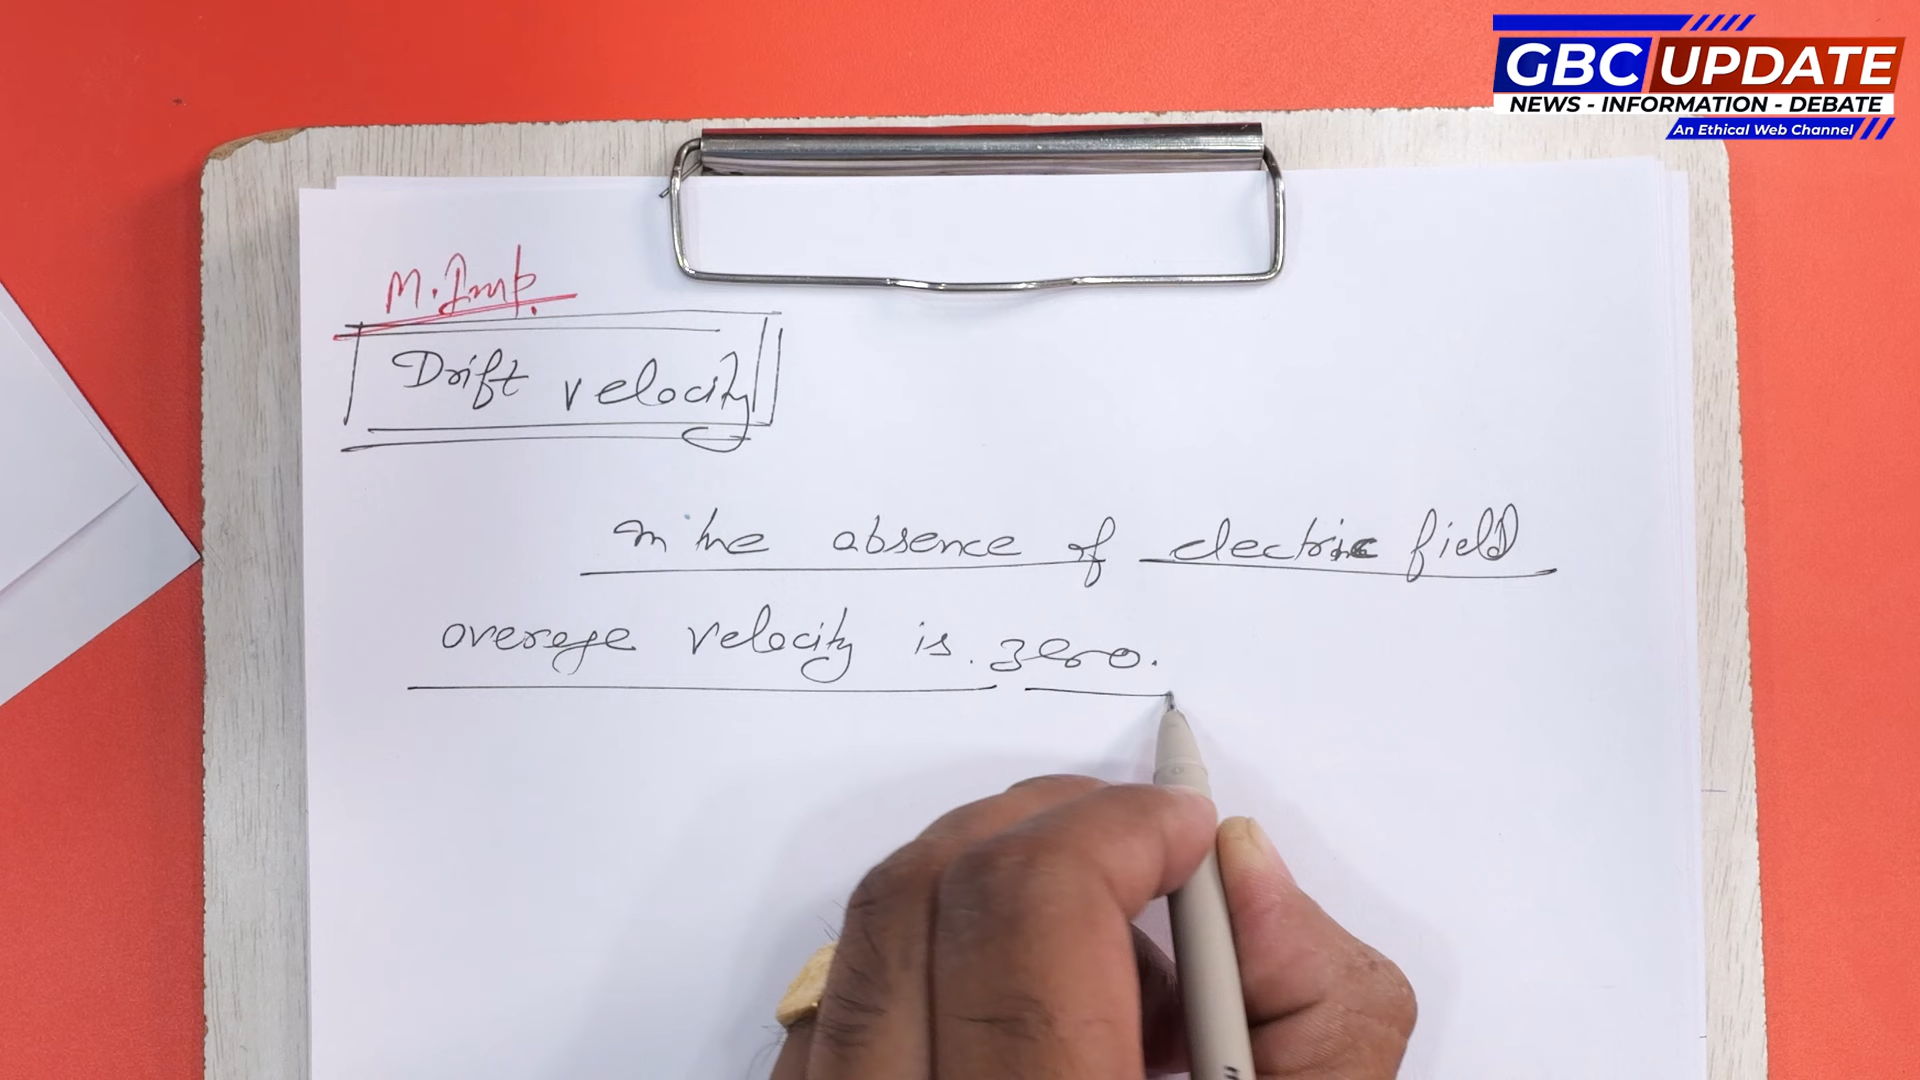 GBC UPDATE
NEWS - INFORMATION - DEBATE
An Ethical Web Channel
M.Imp.
Drift velocity
In the absence of electric field
average velocity is zero.